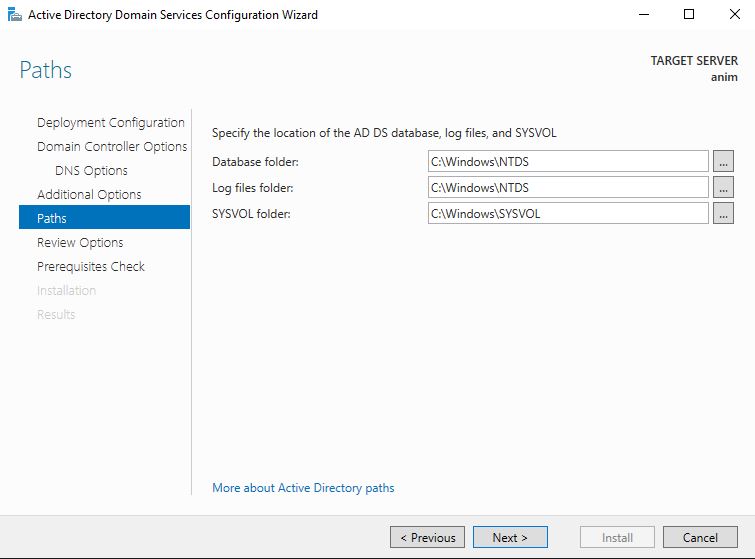 Active Directory Domain Services Configuration Wizard
Paths
TARGET SERVER
anim
Deployment Configuration
Domain Controller Options
DNS Options
Additional Options
Paths
Review Options
Prerequisites Check
Installation
Results
Specify the location of the AD DS database, log files, and SYSVOL
Database folder: C:\Windows\NTDS ...
Log files folder: C:\Windows\NTDS ...
SYSVOL folder: C:\Windows\SYSVOL ...
More about Active Directory paths
< Previous Next > Install Cancel